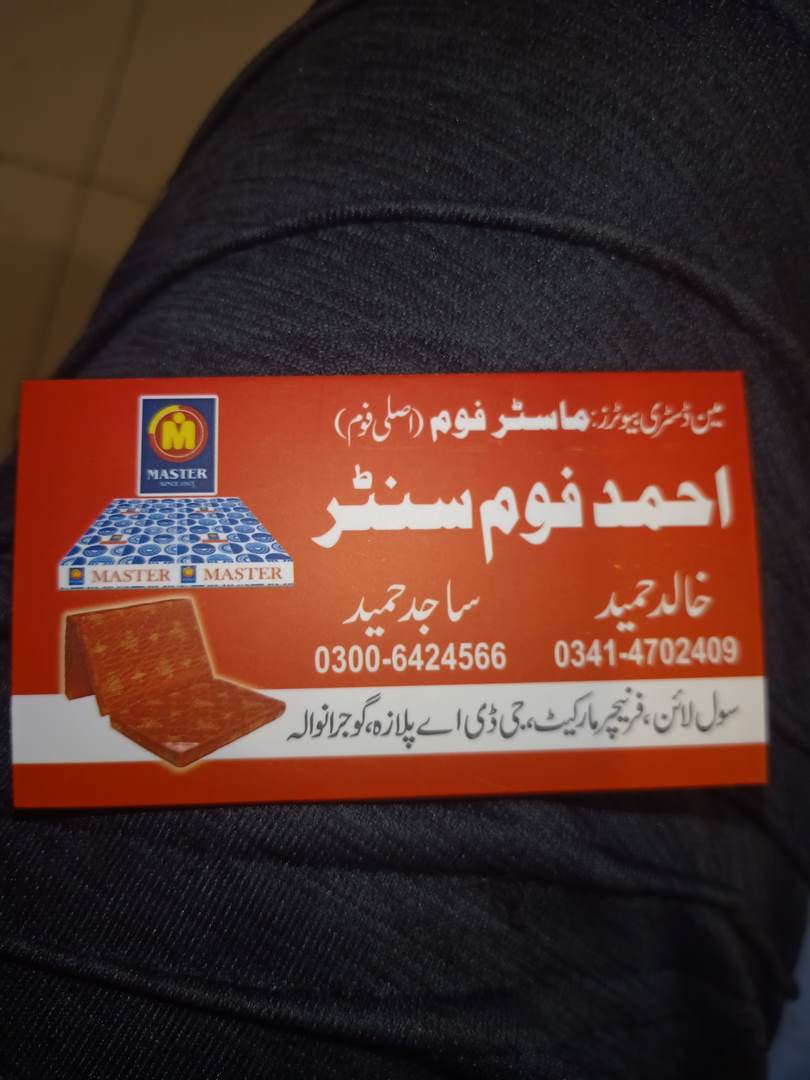 مین ڈسٹری بیوٹرز: ماسٹر فوم (اصلی فوم)
احمد فوم سنٹر
خالد حمید
0341-4702409
ساجد حمید
0300-6424566
سول لائن، فرنیچر مارکیٹ، جی ڈی اے پلازہ، گوجرانوالہ
MASTER
MASTER MASTER